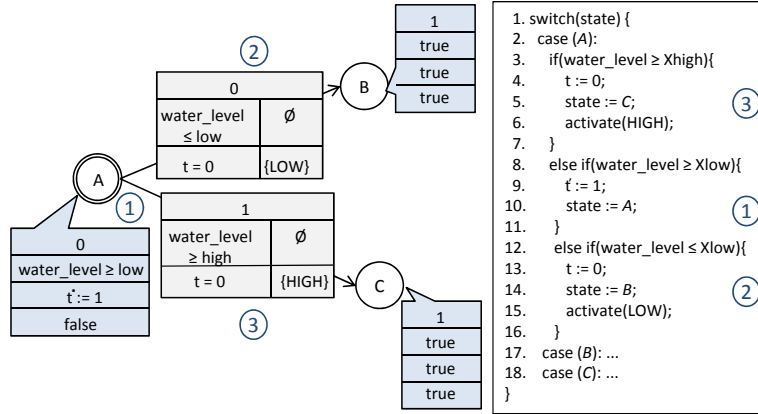 2
0
water_level
≤ low
Ø
t = 0
{LOW}
B
1
true
true
true
A
1
0
water_level ≥ low
ṫ := 1
false
1
water_level
≥ high
Ø
t = 0
{HIGH}
3
C
1
true
true
true
1. switch(state) {
2. case (A):
3. if(water_level ≥ Xhigh){
4. t := 0;
5. state := C;
6. activate(HIGH);
7. }
3
8. else if(water_level ≥ Xlow){
9. ṫ := 1;
10. state := A;
11. }
1
12. else if(water_level ≤ Xlow){
13. t := 0;
14. state := B;
15. activate(LOW);
16. }
2
17. case (B): ...
18. case (C): ...
}